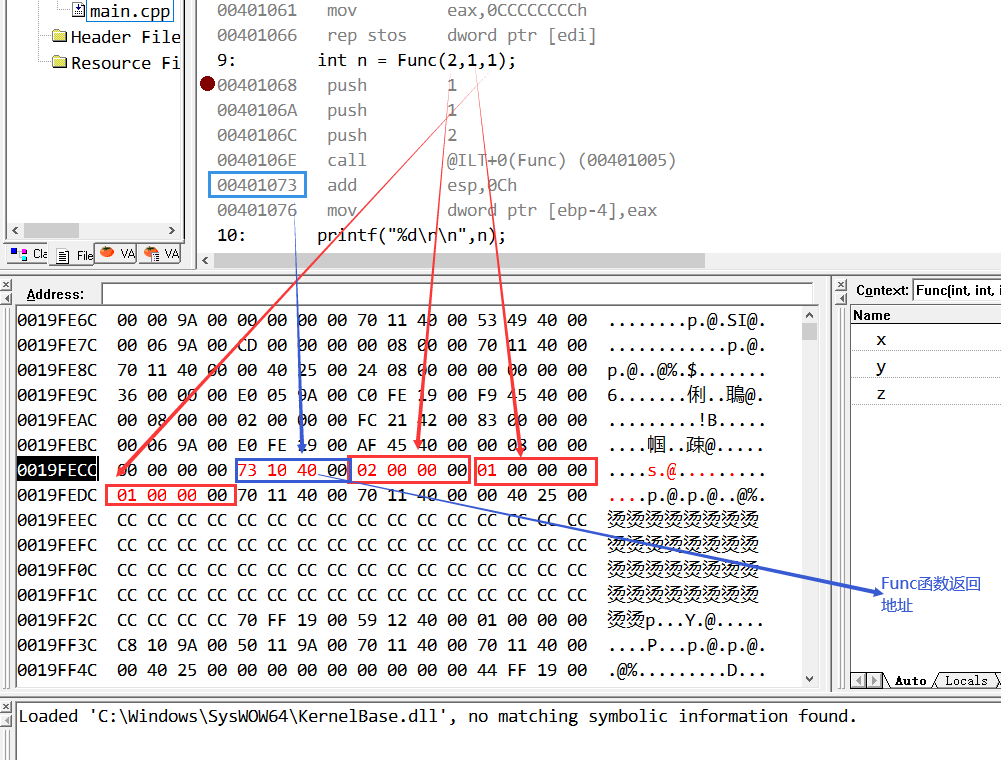 main.cpp
Header File
Resource Fi
00401061 mov eax,0CCCCCCCCh
00401066 rep stos dword ptr [edi]
9: int n = Func(2,1,1);
00401068 push 1
0040106A push 1
0040106C push 2
0040106E call @ILT+0(Func) (00401005)
00401073 add esp,0Ch
00401076 mov dword ptr [ebp-4],eax
10: printf("%d\r\n",n);
Cla File VA VA
Address:
0019FE6C 00 00 9A 00 00 00 00 00 70 11 40 00 53 49 40 00 ........p.@.SI@.
0019FE7C 00 06 9A 00 CD 00 00 00 00 08 00 00 70 11 40 00 ............p.@.
0019FE8C 70 11 40 00 00 40 25 00 24 08 00 00 00 00 00 00 p.@..@%.$.......
0019FE9C 36 00 00 00 E0 05 9A 00 C0 FE 19 00 F9 45 40 00 6.......俐..鵙@.
0019FEAC 00 08 00 00 02 00 00 00 FC 21 42 00 83 00 00 00 .........!B.....
0019FEBC 00 06 9A 00 E0 FE 19 00 AF 45 40 00 00 08 00 00 ....帼..疎@.....
0019FECC 00 00 00 00 73 10 40 00 02 00 00 00 01 00 00 00 ....s.@.........
0019FEDC 01 00 00 00 70 11 40 00 70 11 40 00 00 40 25 00 ....p.@.p.@..@%.
0019FEEC CC CC CC CC CC CC CC CC CC CC CC CC CC CC CC CC 烫烫烫烫烫烫烫烫
0019FEFC CC CC CC CC CC CC CC CC CC CC CC CC CC CC CC CC 烫烫烫烫烫烫烫烫
0019FF0C CC CC CC CC CC CC CC CC CC CC CC CC CC CC CC CC 烫烫烫烫烫烫烫烫
0019FF1C CC CC CC CC CC CC CC CC CC CC CC CC CC CC CC CC 烫烫烫烫烫烫烫烫
0019FF2C CC CC CC CC 70 FF 19 00 59 12 40 00 01 00 00 00 烫烫p...Y.@.....
0019FF3C C8 10 9A 00 50 11 9A 00 70 11 40 00 70 11 40 00 ....P...p.@.p.@.
0019FF4C 00 40 25 00 00 00 00 00 00 00 00 00 44 FF 19 00 .@%.........D...
Context: Func(int, int, i
Name
x
y
z
Func函数返回
地址
Auto Locals
Loaded 'C:\Windows\SysWOW64\KernelBase.dll', no matching symbolic information found.